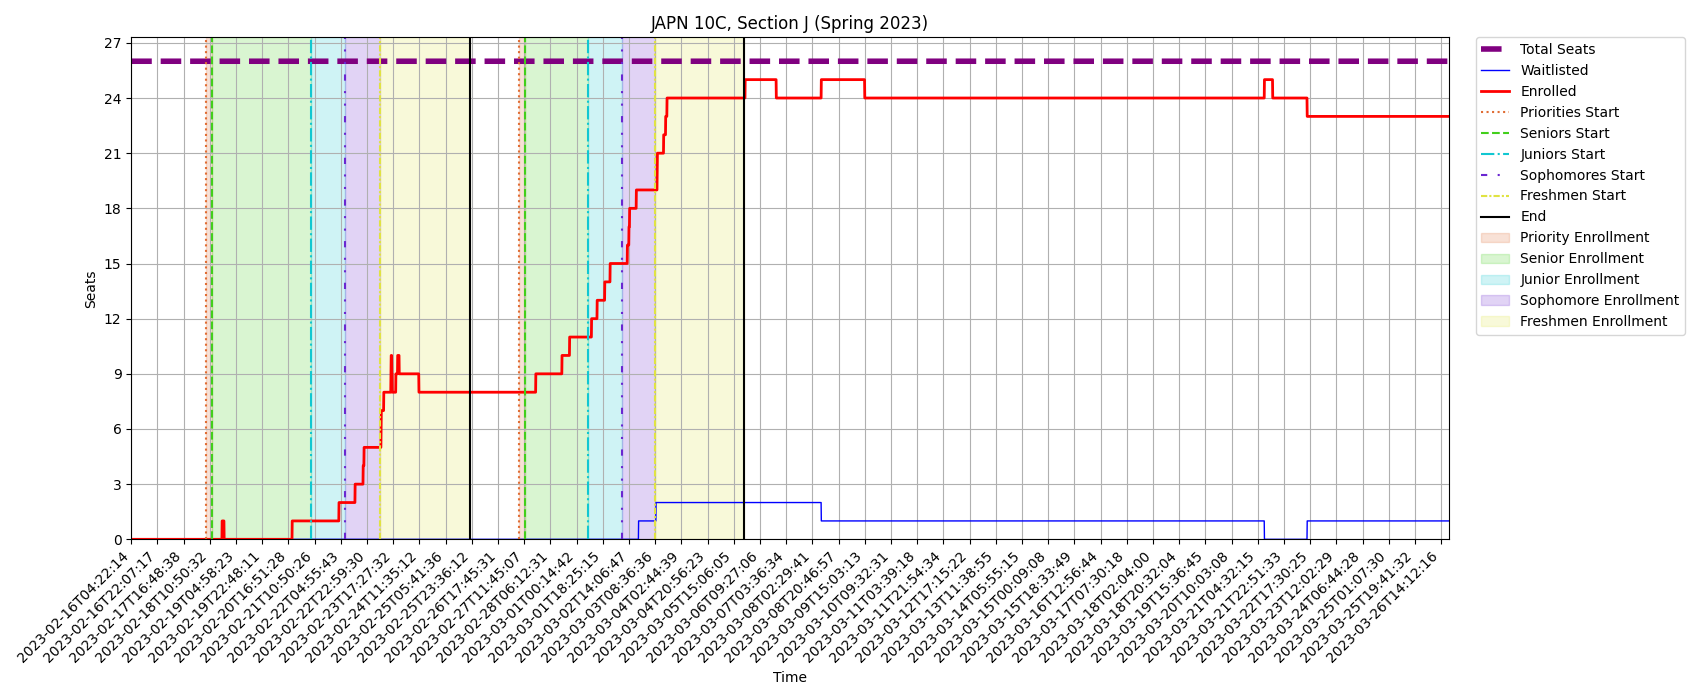 JAPN 10C, Section J (Spring 2023)
Seats
27
24
21
18
15
12
9
6
3
0
2023-02-16T04:22:14
2023-02-16T22:07:17
2023-02-17T16:48:38
2023-02-18T10:50:32
2023-02-19T04:58:23
2023-02-19T22:48:11
2023-02-20T16:51:28
2023-02-21T10:50:26
2023-02-22T04:55:43
2023-02-22T22:59:30
2023-02-23T17:27:32
2023-02-24T11:35:12
2023-02-25T05:41:36
2023-02-25T23:36:12
2023-02-26T17:45:31
2023-02-27T11:45:07
2023-02-28T06:12:31
2023-03-01T00:14:42
2023-03-01T18:25:15
2023-03-02T14:06:47
2023-03-03T08:36:36
2023-03-04T02:44:39
2023-03-04T20:56:23
2023-03-05T15:06:05
2023-03-06T09:27:06
2023-03-07T03:36:34
2023-03-08T02:29:41
2023-03-08T20:46:57
2023-03-09T15:03:13
2023-03-10T09:32:31
2023-03-11T03:39:18
2023-03-11T21:54:34
2023-03-12T17:15:22
2023-03-13T11:38:55
2023-03-14T05:55:15
2023-03-15T00:09:08
2023-03-15T18:33:49
2023-03-16T12:56:44
2023-03-17T07:30:18
2023-03-18T02:04:00
2023-03-18T20:32:04
2023-03-19T15:36:45
2023-03-20T10:03:08
2023-03-21T04:32:15
2023-03-21T22:51:33
2023-03-22T17:30:25
2023-03-23T12:02:29
2023-03-24T06:44:28
2023-03-25T01:07:30
2023-03-25T19:41:32
2023-03-26T14:12:16
Time
Total Seats
Waitlisted
Enrolled
Priorities Start
Seniors Start
Juniors Start
Sophomores Start
Freshmen Start
End
Priority Enrollment
Senior Enrollment
Junior Enrollment
Sophomore Enrollment
Freshmen Enrollment